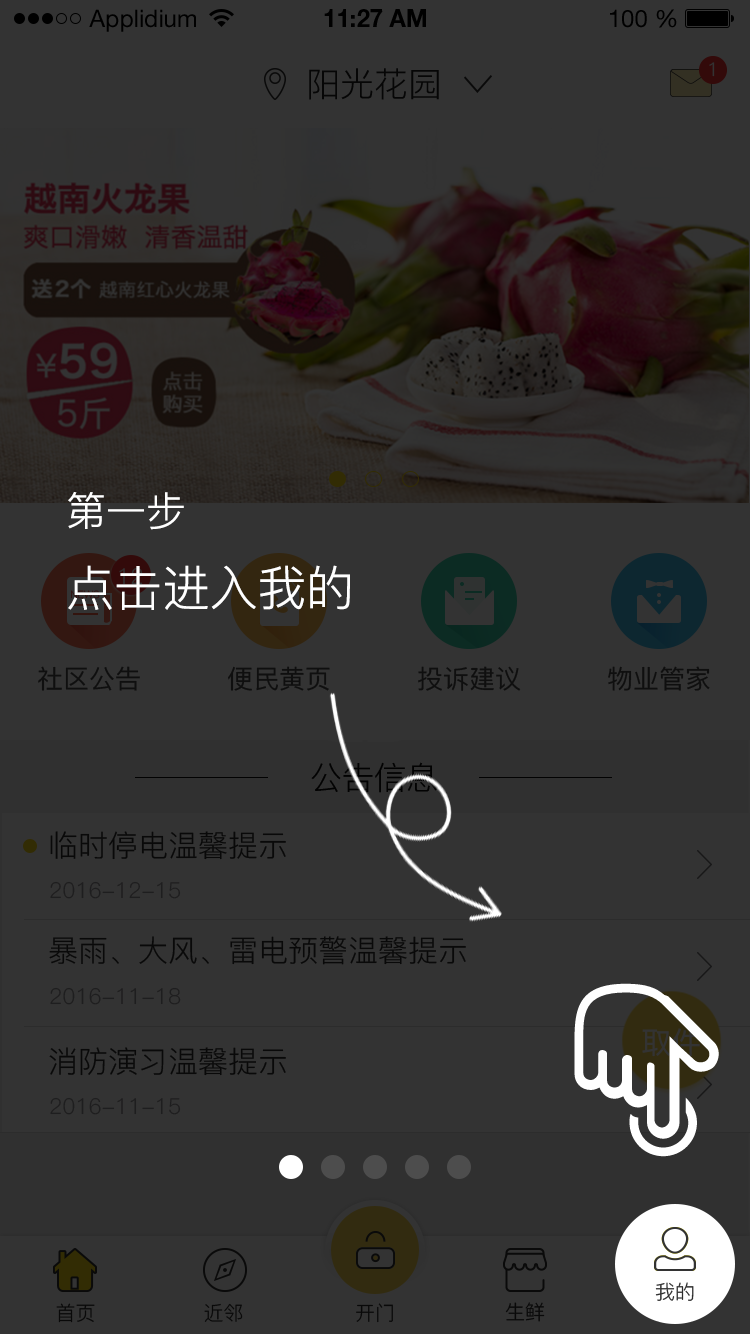 Applidium 11:27 AM 100 %
阳光花园
1
越南火龙果
爽口滑嫩 清香温甜
送2个 越南红心火龙果
¥59
5斤
点击
购买
第一步
点击进入我的
社区公告 便民黄页 投诉建议 物业管家
公告信息
临时停电温馨提示
2016-12-15
暴雨、大风、雷电预警温馨提示
2016-11-18
取件
消防演习温馨提示
2016-11-15
首页 近邻 开门 生鲜 我的